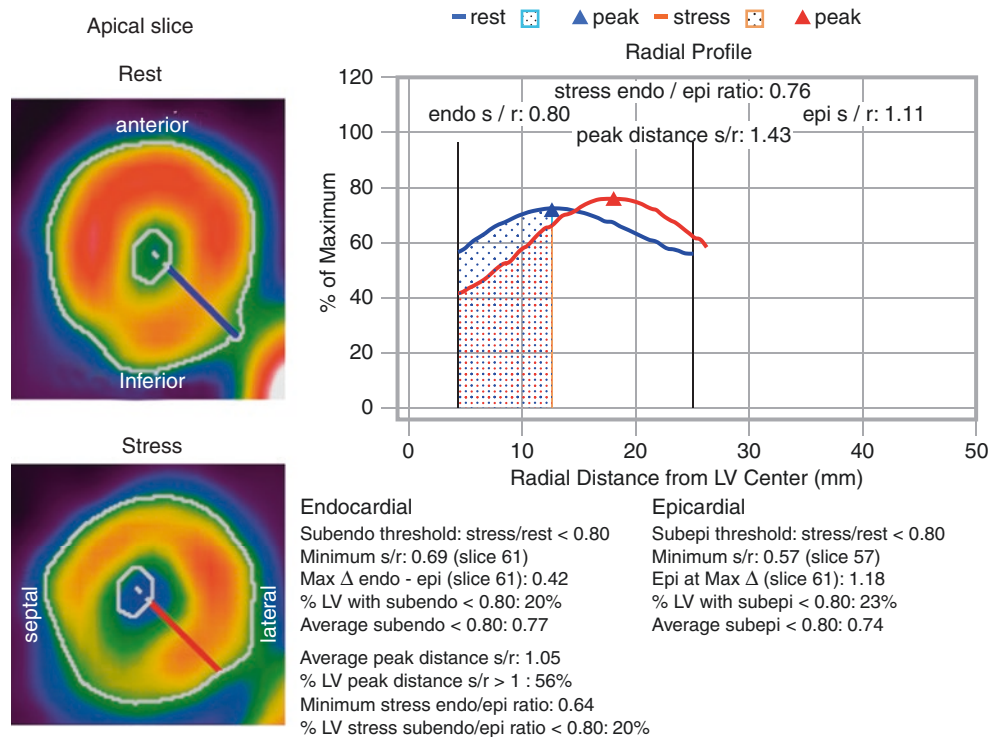 Apical slice
Rest
anterior
Inferior
Stress
septal
lateral
rest peak stress peak
Radial Profile
stress endo / epi ratio: 0.76
endo s / r: 0.80
epi s / r: 1.11
peak distance s/r: 1.43
% of Maximum
120
100
80
60
40
20
0
0 10 20 30 40 50
Radial Distance from LV Center (mm)
Endocardial
Subendo threshold: stress/rest < 0.80
Minimum s/r: 0.69 (slice 61)
Max Δ endo - epi (slice 61): 0.42
% LV with subendo < 0.80: 20%
Average subendo < 0.80: 0.77
Average peak distance s/r: 1.05
% LV peak distance s/r > 1 : 56%
Minimum stress endo/epi ratio: 0.64
% LV stress subendo/epi ratio < 0.80: 20%
Epicardial
Subepi threshold: stress/rest < 0.80
Minimum s/r: 0.57 (slice 57)
Epi at Max Δ (slice 61): 1.18
% LV with subepi < 0.80: 23%
Average subepi < 0.80: 0.74